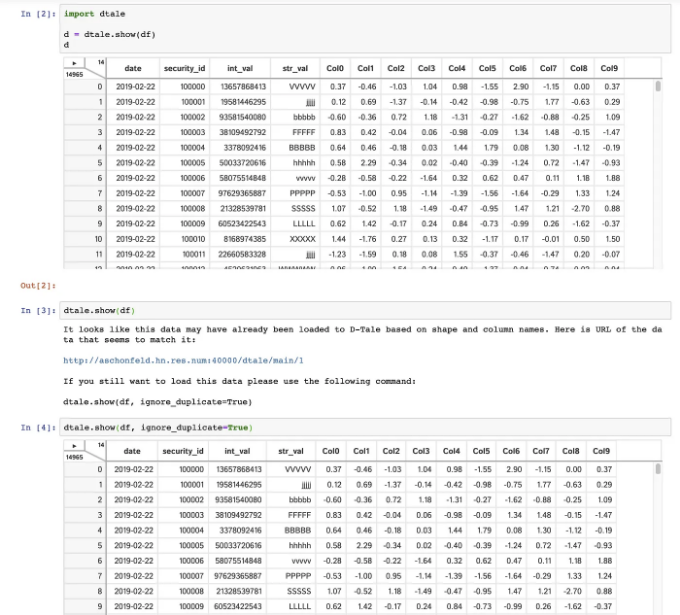 In [2]: import dtale
d = dtale.show(df)
d
▸ 14
14965 date security_id int_val str_val Col0 Col1 Col2 Col3 Col4 Col5 Col6 Col7 Col8 Col9
0 2019-02-22 100000 13657868413 VVVVV 0.37 -0.46 -1.03 1.04 0.98 -1.55 2.90 -1.15 0.00 0.37
1 2019-02-22 100001 19581446295 jjjjj 0.12 0.69 -1.37 -0.14 -0.42 -0.98 -0.75 1.77 -0.63 0.29
2 2019-02-22 100002 93581540080 bbbbb -0.60 -0.36 0.72 1.18 -1.31 -0.27 -1.62 -0.88 -0.25 1.09
3 2019-02-22 100003 38109492792 FFFFF 0.83 0.42 -0.04 0.06 -0.98 -0.09 1.34 1.48 -0.15 -1.47
4 2019-02-22 100004 3378092416 BBBBB 0.64 0.46 -0.18 0.03 1.44 1.79 0.08 1.30 -1.12 -0.19
5 2019-02-22 100005 50033720616 hhhhh 0.58 2.29 -0.34 0.02 -0.40 -0.39 -1.24 0.72 -1.47 -0.93
6 2019-02-22 100006 58075514848 vvvvv -0.28 -0.58 -0.22 -1.64 0.32 0.62 0.47 0.11 1.18 1.88
7 2019-02-22 100007 97629365887 PPPPP -0.53 -1.00 0.95 -1.14 -1.39 -1.56 -1.64 -0.29 1.33 1.24
8 2019-02-22 100008 21328539781 SSSSS 1.07 -0.52 1.18 -1.49 -0.47 -0.95 1.47 1.21 -2.70 0.88
9 2019-02-22 100009 60523422543 LLLLL 0.62 1.42 -0.17 0.24 0.84 -0.73 -0.99 0.26 -1.62 -0.37
10 2019-02-22 100010 8168974385 XXXXX 1.44 -1.76 0.27 0.13 0.32 -1.17 0.17 -0.01 0.50 1.50
11 2019-02-22 100011 22660583328 jjjjj -1.23 -1.59 0.18 0.08 1.55 -0.37 -0.46 -1.47 0.20 -0.07
Out[2]:
In [3]: dtale.show(df)
It looks like this data may have already been loaded to D-Tale based on shape and column names. Here is URL of the da
ta that seems to match it:
http://aschonfeld.hn.res.num:40000/dtale/main/1
If you still want to load this data please use the following command:
dtale.show(df, ignore_duplicate=True)
In [4]: dtale.show(df, ignore_duplicate=True)
▸ 14
14965 date security_id int_val str_val Col0 Col1 Col2 Col3 Col4 Col5 Col6 Col7 Col8 Col9
0 2019-02-22 100000 13657868413 VVVVV 0.37 -0.46 -1.03 1.04 0.98 -1.55 2.90 -1.15 0.00 0.37
1 2019-02-22 100001 19581446295 jjjjj 0.12 0.69 -1.37 -0.14 -0.42 -0.98 -0.75 1.77 -0.63 0.29
2 2019-02-22 100002 93581540080 bbbbb -0.60 -0.36 0.72 1.18 -1.31 -0.27 -1.62 -0.88 -0.25 1.09
3 2019-02-22 100003 38109492792 FFFFF 0.83 0.42 -0.04 0.06 -0.98 -0.09 1.34 1.48 -0.15 -1.47
4 2019-02-22 100004 3378092416 BBBBB 0.64 0.46 -0.18 0.03 1.44 1.79 0.08 1.30 -1.12 -0.19
5 2019-02-22 100005 50033720616 hhhhh 0.58 2.29 -0.34 0.02 -0.40 -0.39 -1.24 0.72 -1.47 -0.93
6 2019-02-22 100006 58075514848 vvvvv -0.28 -0.58 -0.22 -1.64 0.32 0.62 0.47 0.11 1.18 1.88
7 2019-02-22 100007 97629365887 PPPPP -0.53 -1.00 0.95 -1.14 -1.39 -1.56 -1.64 -0.29 1.33 1.24
8 2019-02-22 100008 21328539781 SSSSS 1.07 -0.52 1.18 -1.49 -0.47 -0.95 1.47 1.21 -2.70 0.88
9 2019-02-22 100009 60523422543 LLLLL 0.62 1.42 -0.17 0.24 0.84 -0.73 -0.99 0.26 -1.62 -0.37